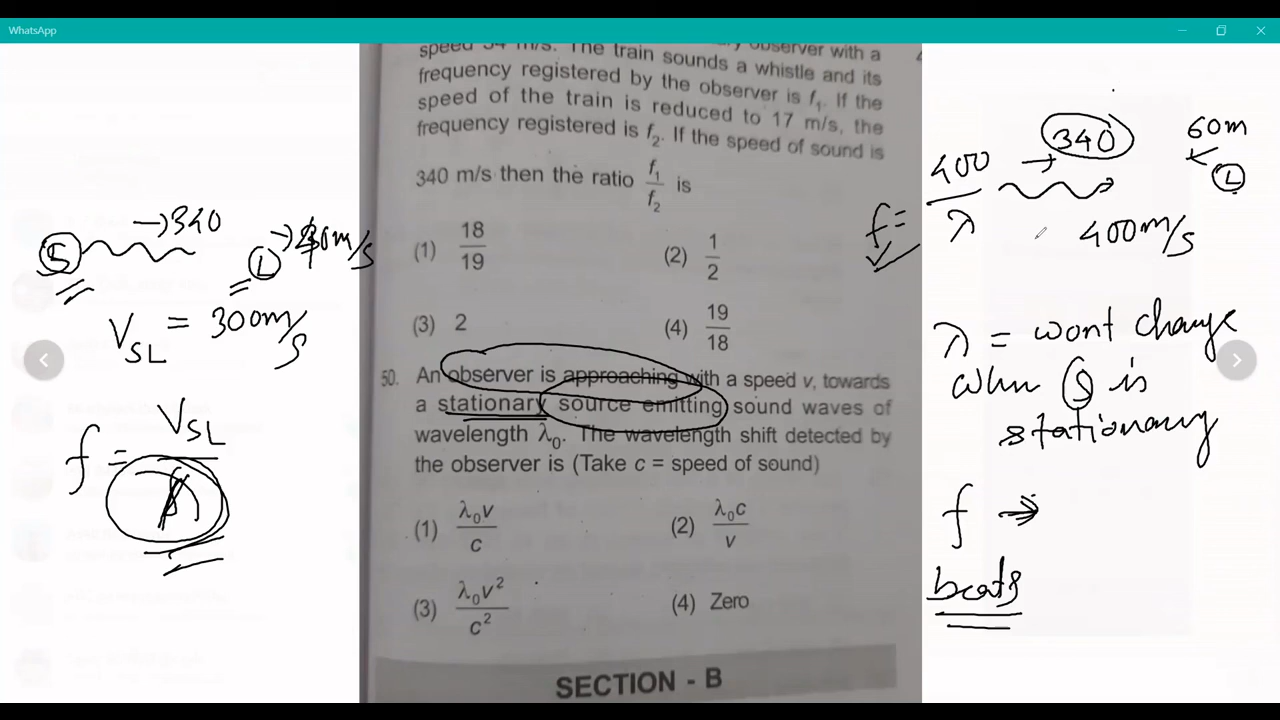 WhatsApp
speed 34 m/s. The train sounds a whistle and its
frequency registered by the observer is f₁. If the
speed of the train is reduced to 17 m/s, the
frequency registered is f₂. If the speed of sound is
340 m/s then the ratio f₁/f₂ is
(1) 18/19 (2) 1/2
(3) 2 (4) 19/18
50. An observer is approaching with a speed v, towards
a stationary source emitting sound waves of
wavelength λ₀. The wavelength shift detected by
the observer is (Take c = speed of sound)
(1) λ₀v/c (2) λ₀c/v
(3) λ₀v²/c² (4) Zero
SECTION - B
S → 340 L → m/s
V_SL = 300m/s
f = V_SL
f = 400/λ → 340 60m L
400m/s
λ = wont change
when S is
stationary
f →
beats